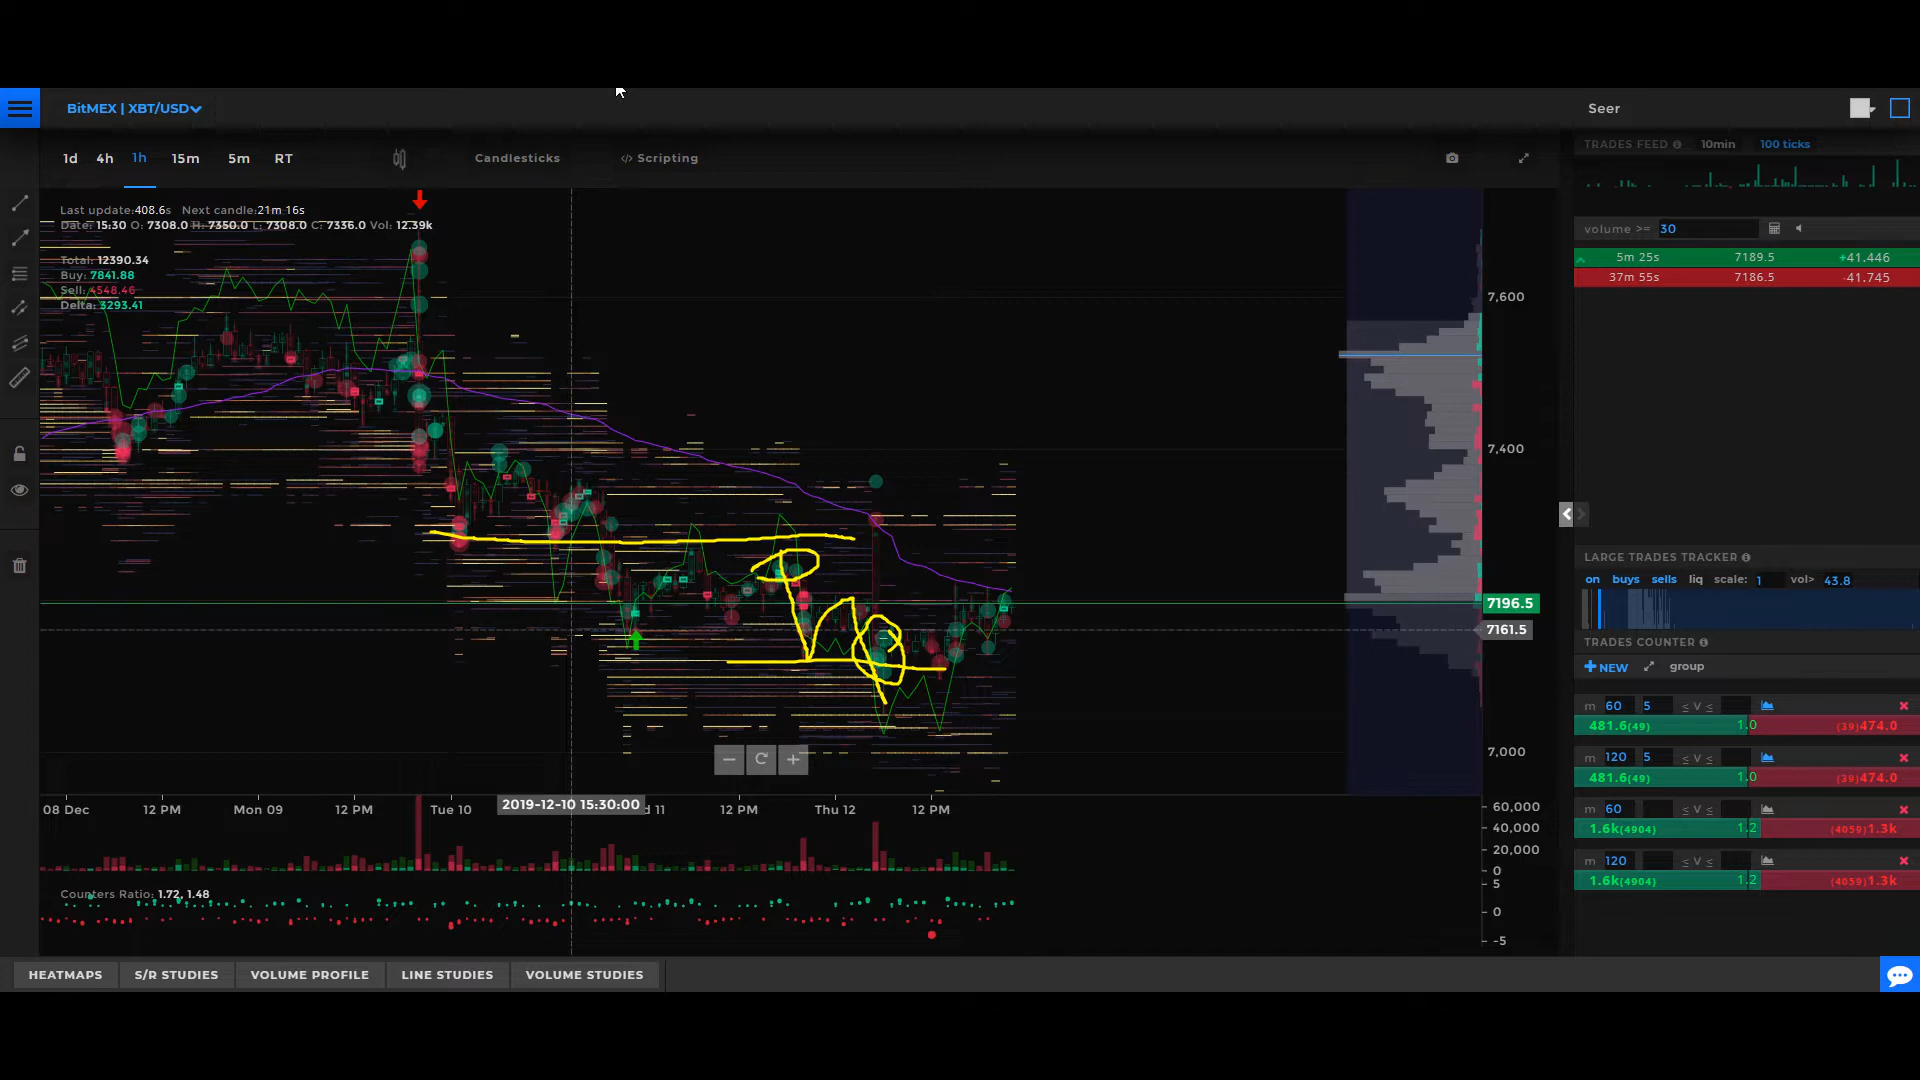 BitMEX | XBT/USD
Seer
1d 4h 1h 15m 5m RT Candlesticks </> Scripting
TRADES FEED 10min 100 ticks
Last update:408.6s Next candle:21m 16s
Date: 15:30 O: 7308.0 H: 7350.0 L: 7308.0 C: 7336.0 Vol: 12.39k
Total: 12390.34
Buy: 7841.88
Sell: 4548.46
Delta: 3293.41
volume >= 30
5m 25s 7189.5 +41.446
37m 55s 7186.5 -41.745
7,600
7,400
7196.5
7161.5
7,000
LARGE TRADES TRACKER
on buys sells liq scale: 1 vol> 43.8
TRADES COUNTER
+ NEW group
m 60 5 ≤ V ≤
481.6(49) 1.0 (39)474.0
m 120 5 ≤ V ≤
481.6(49) 1.0 (39)474.0
m 60 ≤ V ≤
1.6k(4904) 1.2 (4059)1.3k
m 120 ≤ V ≤
1.6k(4904) 1.2 (4059)1.3k
08 Dec 12 PM Mon 09 12 PM Tue 10 2019-12-10 15:30:00 d 11 12 PM Thu 12 12 PM
60,000
40,000
20,000
0
5
0
-5
Counters Ratio: 1.72, 1.48
HEATMAPS S/R STUDIES VOLUME PROFILE LINE STUDIES VOLUME STUDIES